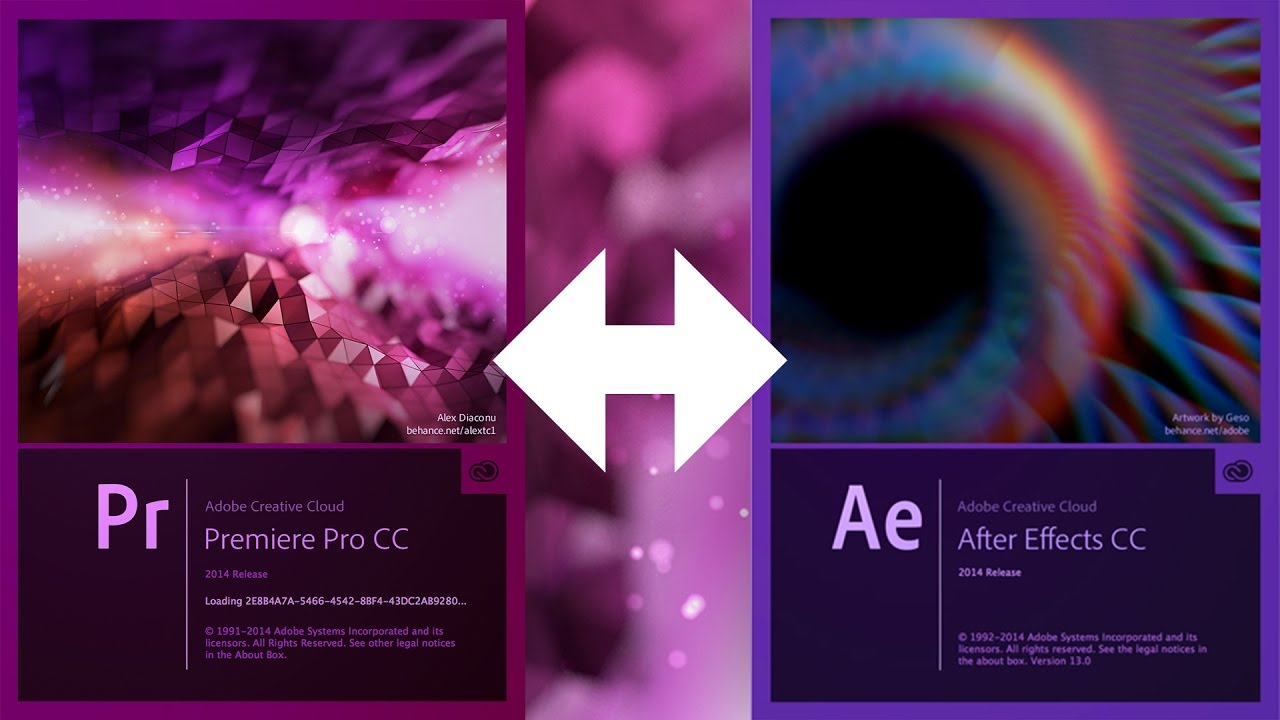 Alex Diaconu
behance.net/alextc1
Pr
Adobe Creative Cloud
Premiere Pro CC
2014 Release
Loading 2E8B4A7A-5466-4542-8BF4-43DC2AB9280...
© 1991-2014 Adobe Systems Incorporated and its
licensors. All Rights Reserved. See other legal notices
in the About Box.
Artwork by Geso
behance.net/adobe
Ae
Adobe Creative Cloud
After Effects CC
2014 Release
© 1992-2014 Adobe Systems Incorporated and its
licensors. All rights reserved. See the legal notices in
the about box. Version 13.0